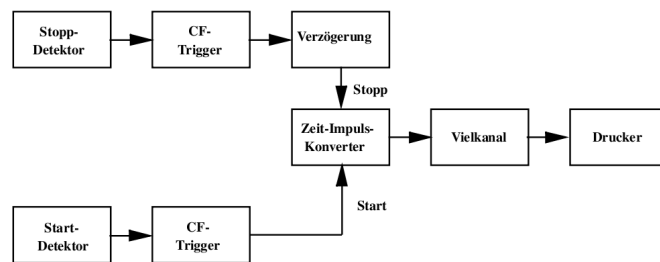 Stopp-
Detektor
CF-
Trigger
Verzögerung
Stopp
Zeit-Impuls-
Konverter
Vielkanal
Drucker
Start
Start-
Detektor
CF-
Trigger